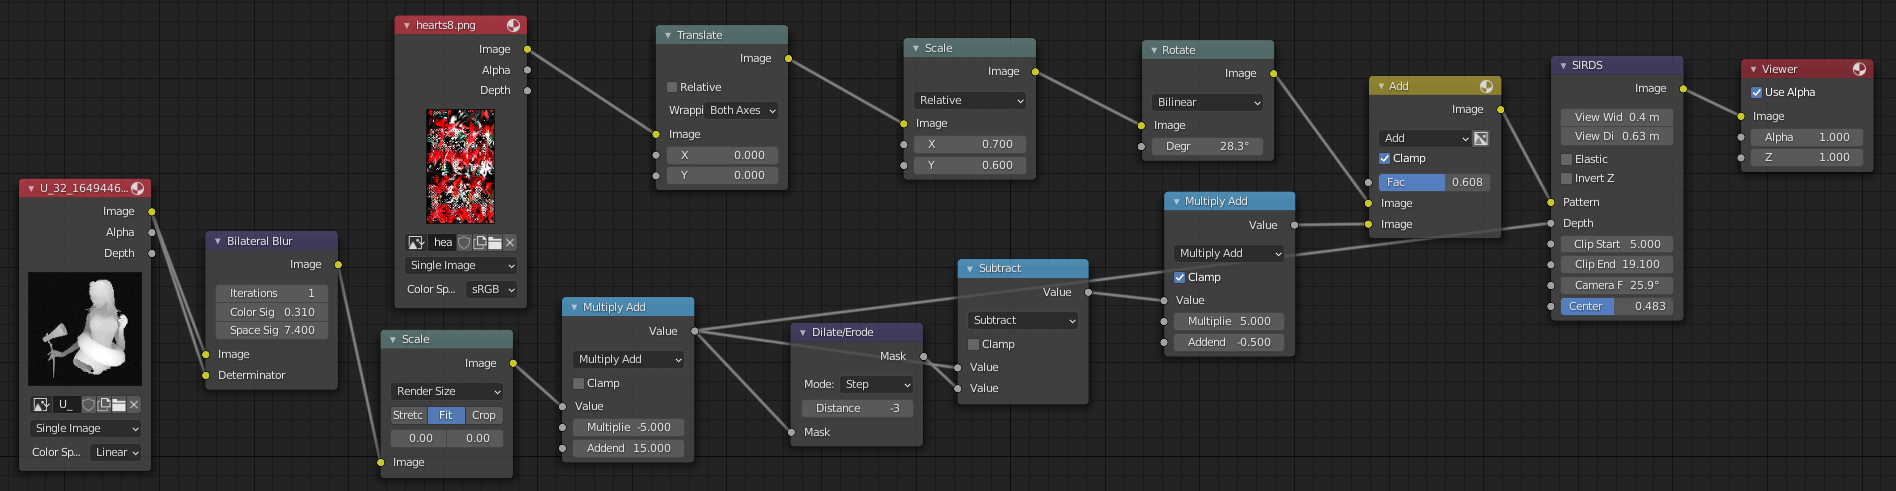 U_32_1649446...
Image
Alpha
Depth
U_
Single Image
Color Sp... Linear
Bilateral Blur
Image
Iterations 1
Color Sig 0.310
Space Sig 7.400
Image
Determinator
hearts8.png
Image
Alpha
Depth
hea
Single Image
Color Sp... sRGB
Scale
Image
Render Size
Stretc Fit Crop
0.00 0.00
Image
Multiply Add
Value
Multiply Add
Clamp
Value
Multiplie -5.000
Addend 15.000
Translate
Image
Relative
Wrappi Both Axes
Image
X 0.000
Y 0.000
Dilate/Erode
Mask
Mode: Step
Distance -3
Mask
Scale
Image
Relative
Image
X 0.700
Y 0.600
Subtract
Value
Subtract
Clamp
Value
Value
Rotate
Image
Bilinear
Image
Degr 28.3°
Multiply Add
Value
Multiply Add
Clamp
Value
Multiplie 5.000
Addend -0.500
Add
Image
Add
Clamp
Fac 0.608
Image
Image
SIRDS
Image
View Wid 0.4 m
View Di 0.63 m
Elastic
Invert Z
Pattern
Depth
Clip Start 5.000
Clip End 19.100
Camera F 25.9°
Center 0.483
Viewer
Use Alpha
Image
Alpha 1.000
Z 1.000